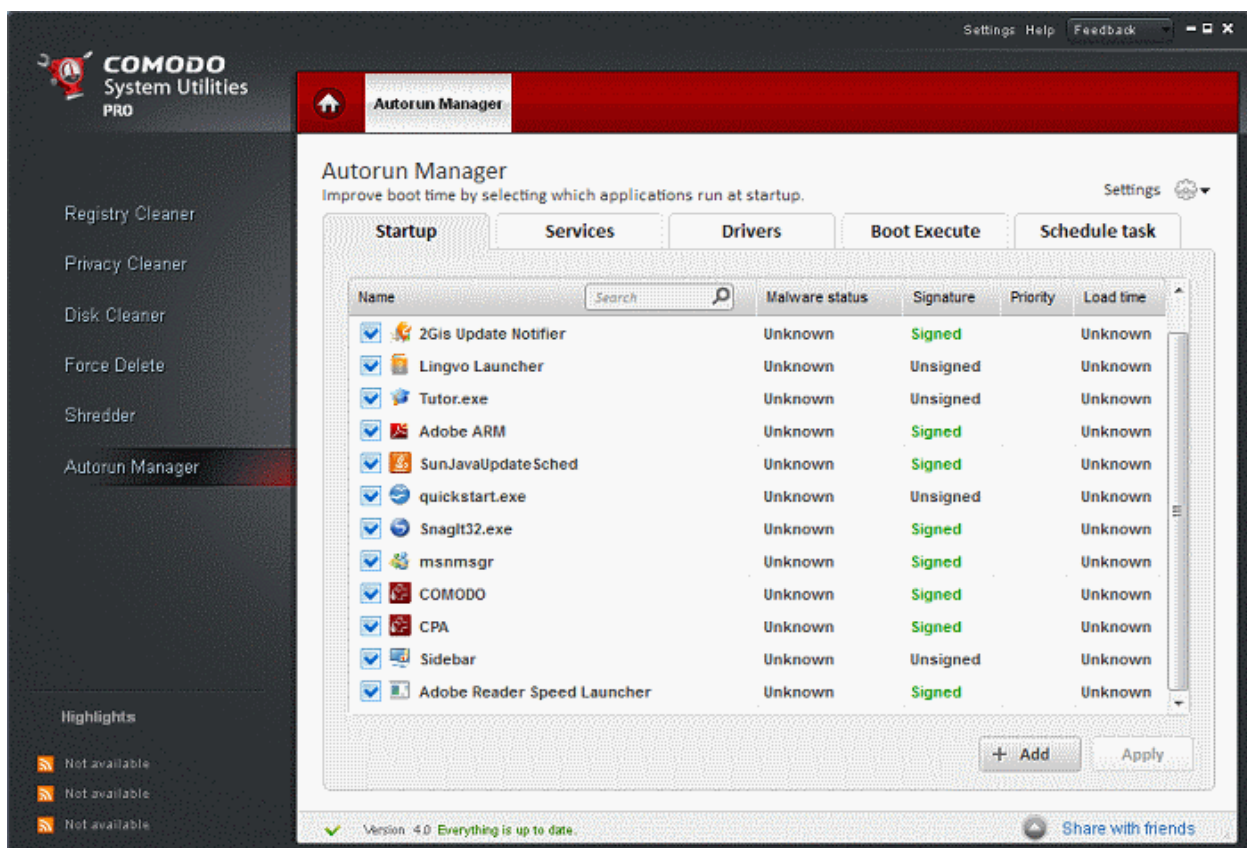 Settings Help Feedback
COMODO
System Utilities
PRO
Autorun Manager
Registry Cleaner
Privacy Cleaner
Disk Cleaner
Force Delete
Shredder
Autorun Manager
Highlights
Not available
Not available
Not available
Autorun Manager
Improve boot time by selecting which applications run at startup.
Settings
Startup Services Drivers Boot Execute Schedule task
Name Search Malware status Signature Priority Load time
2Gis Update Notifier Unknown Signed Unknown
Lingvo Launcher Unknown Unsigned Unknown
Tutor.exe Unknown Unsigned Unknown
Adobe ARM Unknown Signed Unknown
SunJavaUpdateSched Unknown Signed Unknown
quickstart.exe Unknown Unsigned Unknown
SnagIt32.exe Unknown Signed Unknown
msnmsgr Unknown Signed Unknown
COMODO Unknown Signed Unknown
CPA Unknown Signed Unknown
Sidebar Unknown Unsigned Unknown
Adobe Reader Speed Launcher Unknown Signed Unknown
+ Add Apply
Version 4.0 Everything is up to date.
Share with friends